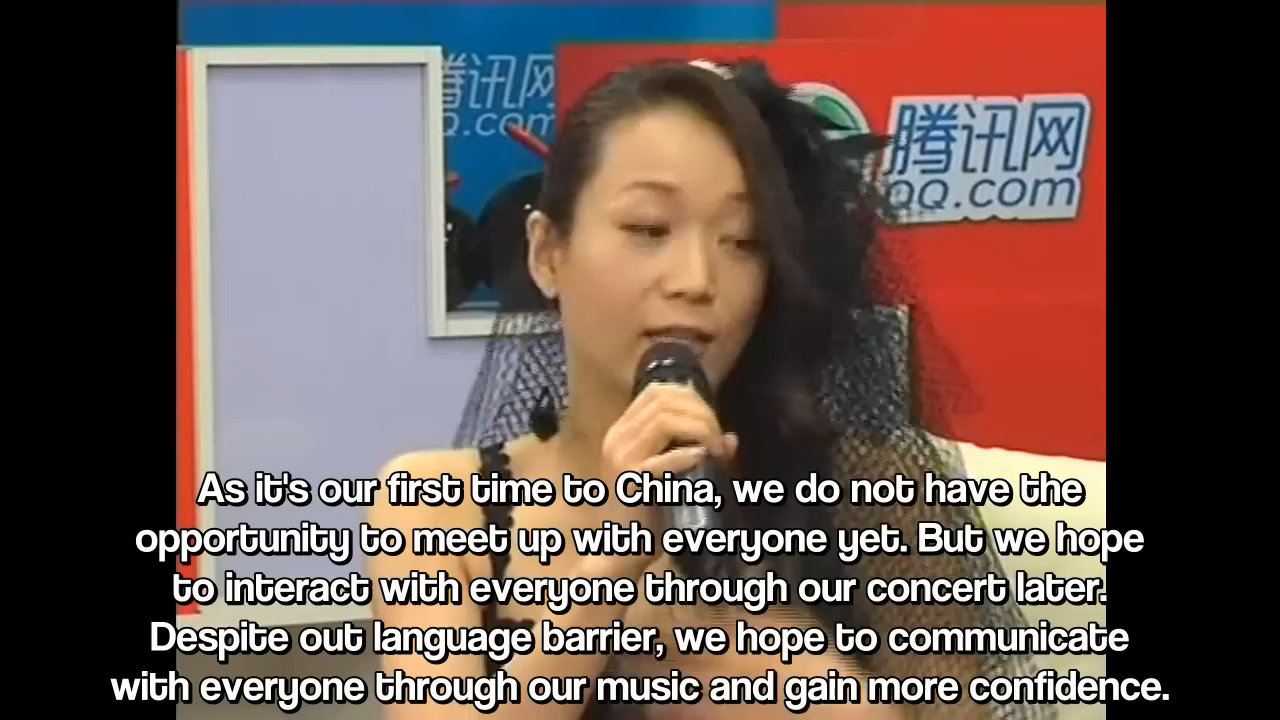 腾讯网
QQ.com
腾讯网
QQ.com
As it's our first time to China, we do not have the
opportunity to meet up with everyone yet. But we hope
to interact with everyone through our concert later.
Despite out language barrier, we hope to communicate
with everyone through our music and gain more confidence.